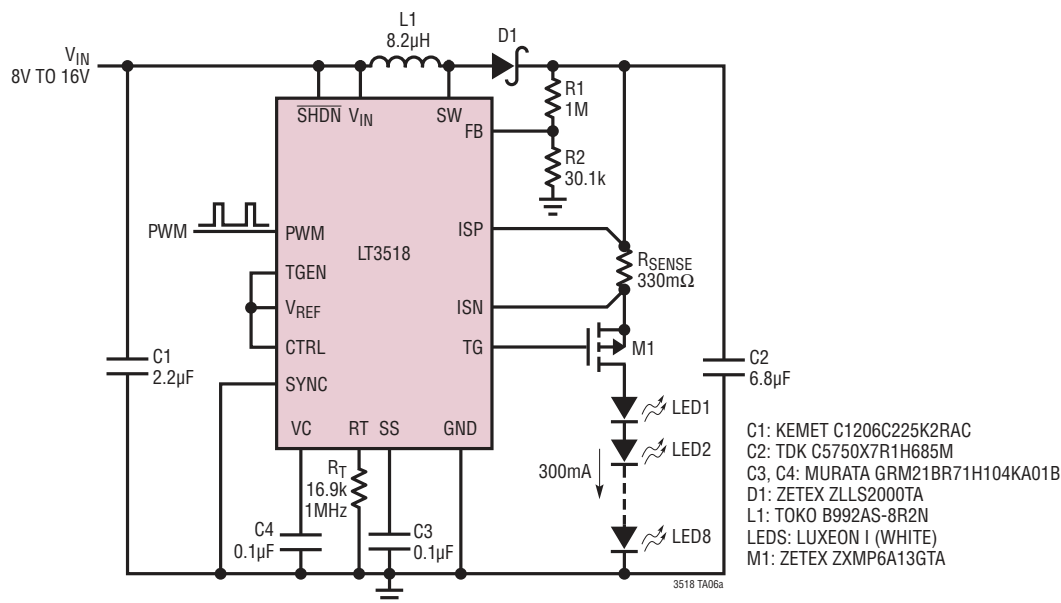 L1
8.2µH
D1
VIN
8V TO 16V
R1
1M
SHDN VIN
SW
FB
R2
30.1k
PWM
PWM
ISP
LT3518
TGEN
RSENSE
330mΩ
VREF
ISN
CTRL
TG
M1
C1
2.2µF
C2
6.8µF
SYNC
LED1
VC
RT
SS
GND
LED2
RT
16.9k
1MHz
300mA
C4
0.1µF
C3
0.1µF
LED8
C1: KEMET C1206C225K2RAC
C2: TDK C5750X7R1H685M
C3, C4: MURATA GRM21BR71H104KA01B
D1: ZETEX ZLLS2000TA
L1: TOKO B992AS-8R2N
LEDS: LUXEON I (WHITE)
M1: ZETEX ZXMP6A13GTA
3518 TA06a